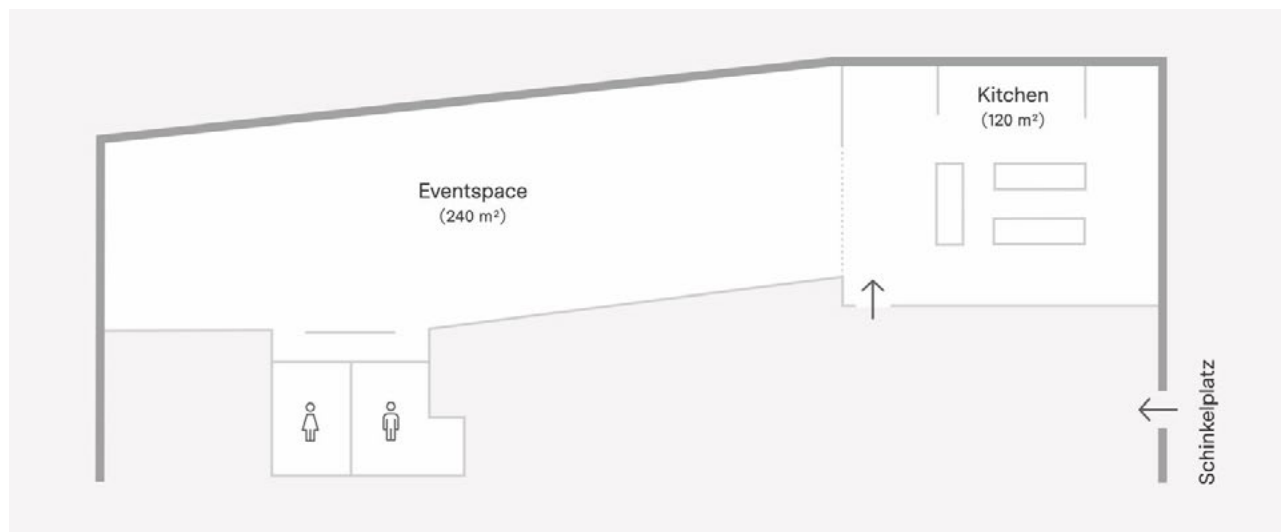 Kitchen
(120 m²)
Eventspace
(240 m²)
Schinkelplatz